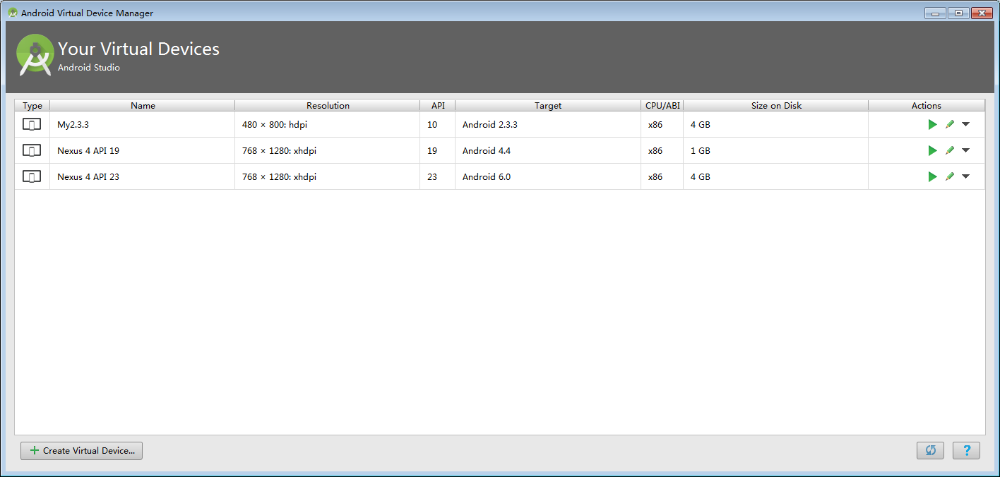 Android Virtual Device Manager
Your Virtual Devices
Android Studio
Type Name Resolution API Target CPU/ABI Size on Disk Actions
My2.3.3 480 × 800: hdpi 10 Android 2.3.3 x86 4 GB
Nexus 4 API 19 768 × 1280: xhdpi 19 Android 4.4 x86 1 GB
Nexus 4 API 23 768 × 1280: xhdpi 23 Android 6.0 x86 4 GB
Create Virtual Device... ?